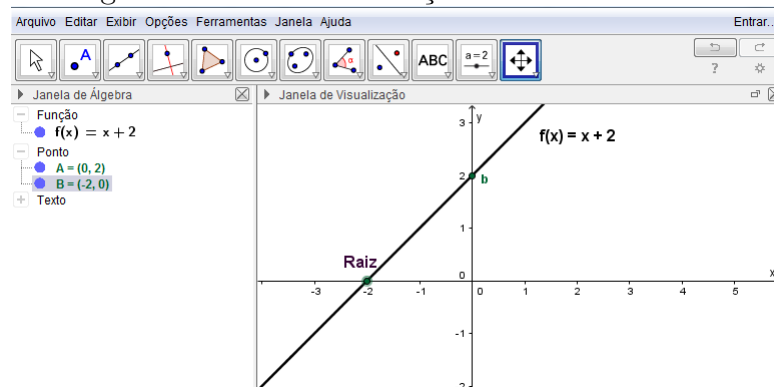 Arquivo Editar Exibir Opções Ferramentas Janela Ajuda Entrar...
A ABC a=2 ?
Janela de Álgebra
Janela de Visualização
Função
f(x) = x + 2
Ponto
A = (0, 2)
B = (-2, 0)
Texto
y
3
f(x) = x + 2
2
b
1
Raiz
0
x
-3 -2 -1 0 1 2 3 4 5
-1
-2